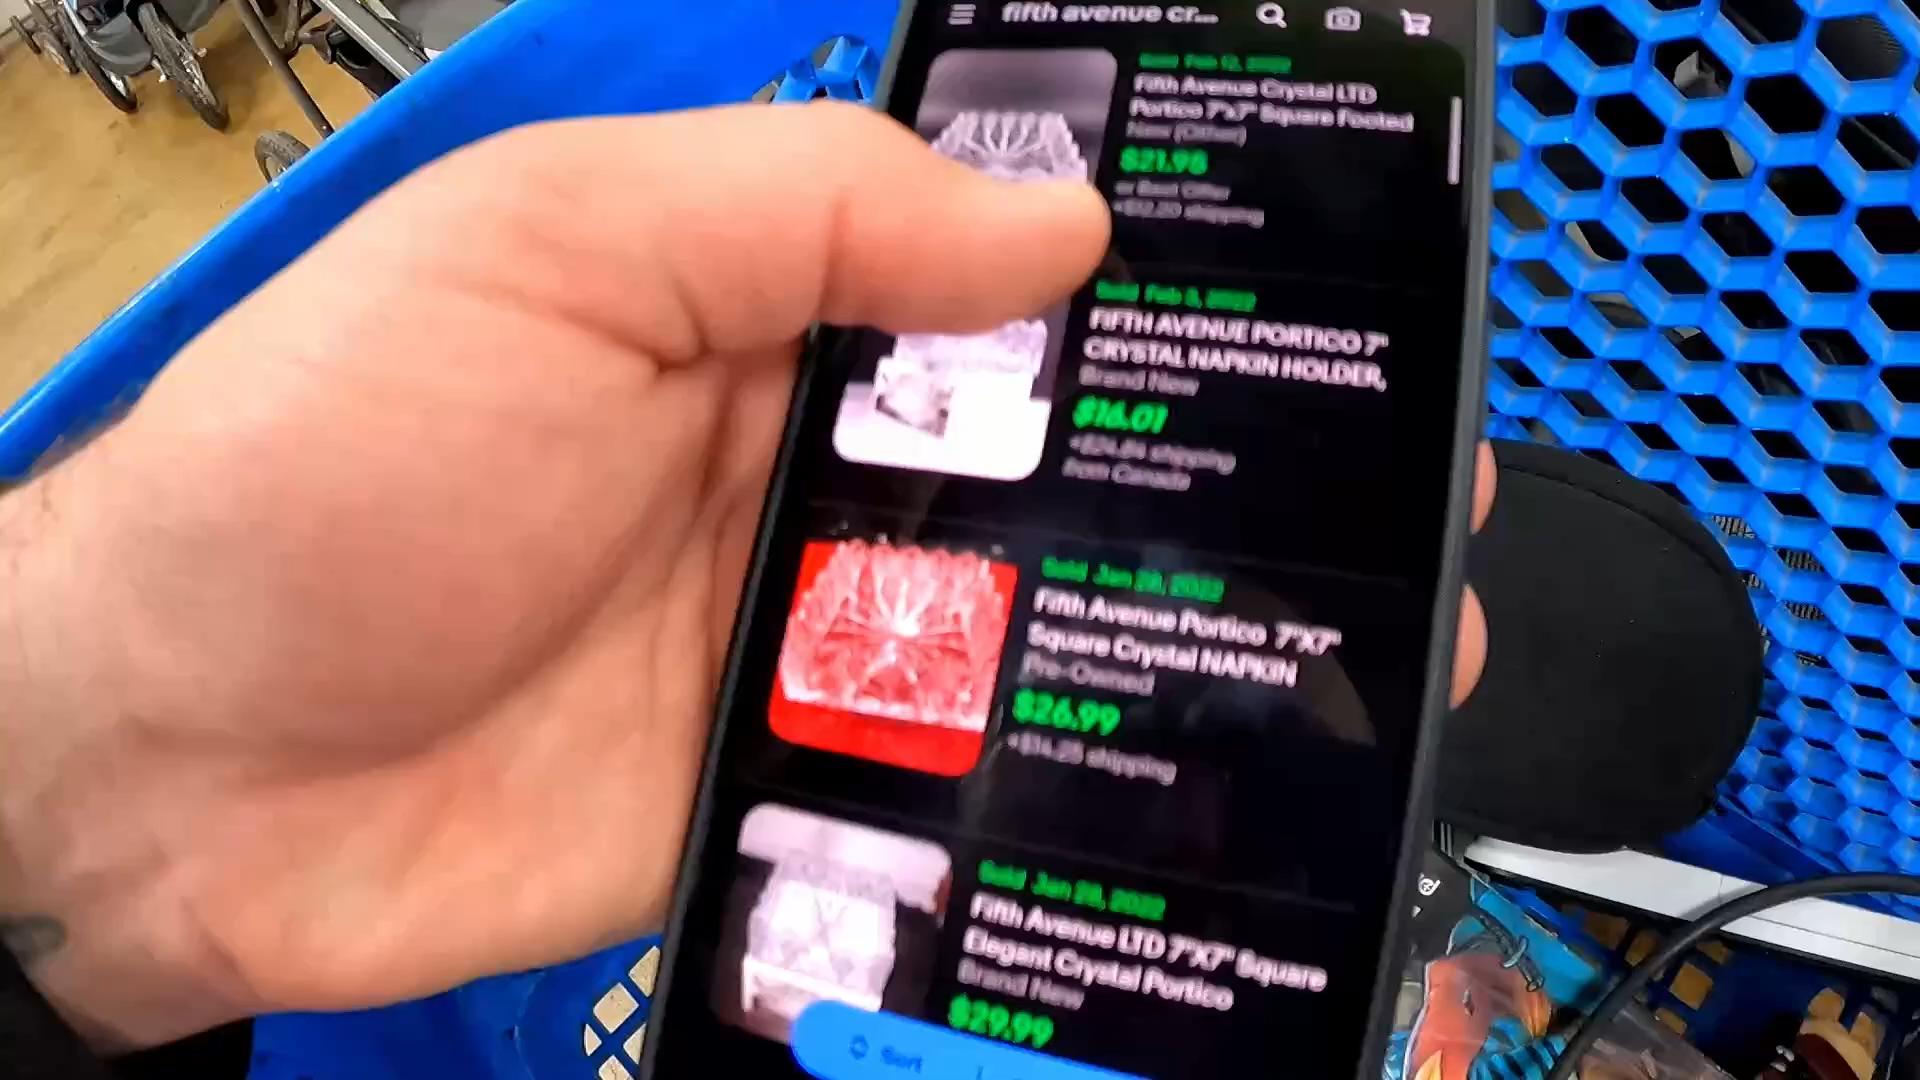 fifth avenue cr...
Sold Feb 12, 2022
Fifth Avenue Crystal LTD
Portico 7"x7" Square Footed
New (Other)
$21.98
or Best Offer
shipping
Sold Feb 3, 2022
FIFTH AVENUE PORTICO 7"
CRYSTAL NAPKIN HOLDER,
Brand New
$16.01
shipping
from Canada
Sold Jan 28, 2022
Fifth Avenue Portico 7"X7"
Square Crystal NAPKIN
Pre-Owned
$26.99
shipping
Sold Jan 28, 2022
Fifth Avenue LTD 7"X7" Square
Elegant Crystal Portico
Brand New
$29.99
Sort